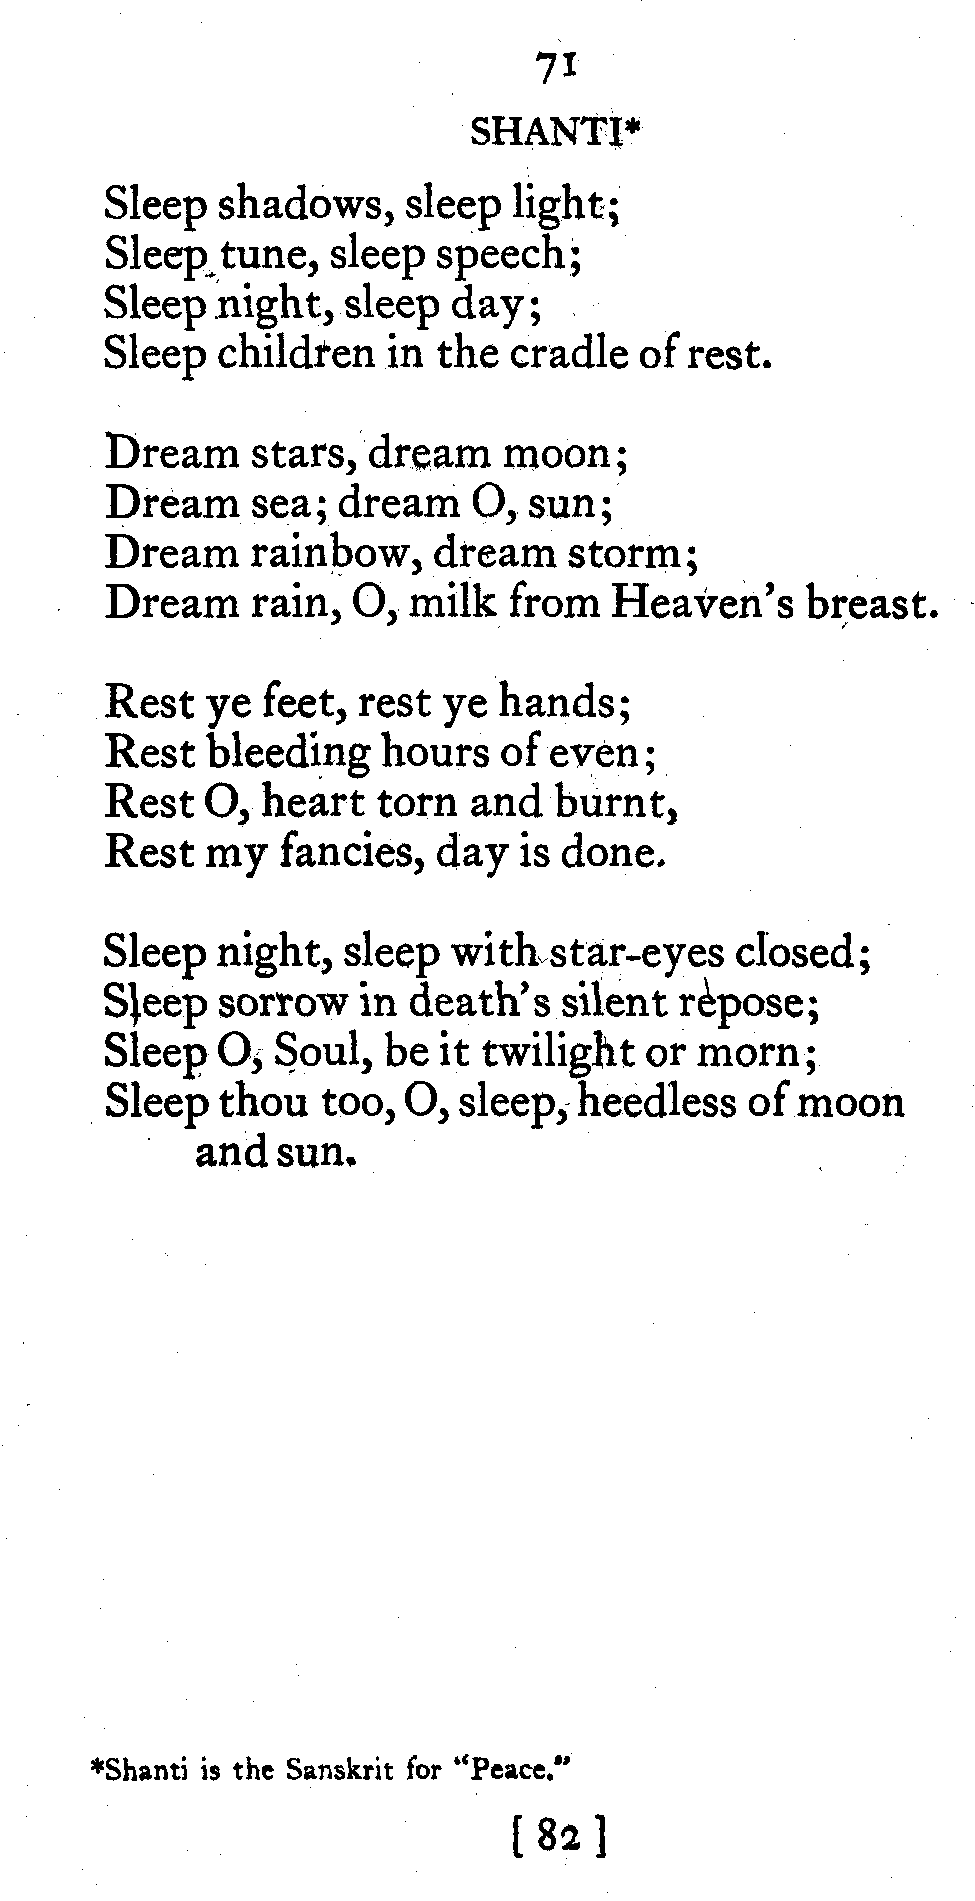 71
SHANTI*
Sleep shadows, sleep light;
Sleep tune, sleep speech;
Sleep night, sleep day;
Sleep children in the cradle of rest.
Dream stars, dream moon;
Dream sea; dream O, sun;
Dream rainbow, dream storm;
Dream rain, O, milk from Heaven's breast.
Rest ye feet, rest ye hands;
Rest bleeding hours of even;
Rest O, heart torn and burnt,
Rest my fancies, day is done.
Sleep night, sleep with star-eyes closed;
Sleep sorrow in death's silent repose;
Sleep O, Soul, be it twilight or morn;
Sleep thou too, O, sleep, heedless of moon
and sun.
*Shanti is the Sanskrit for "Peace."
[ 82 ]